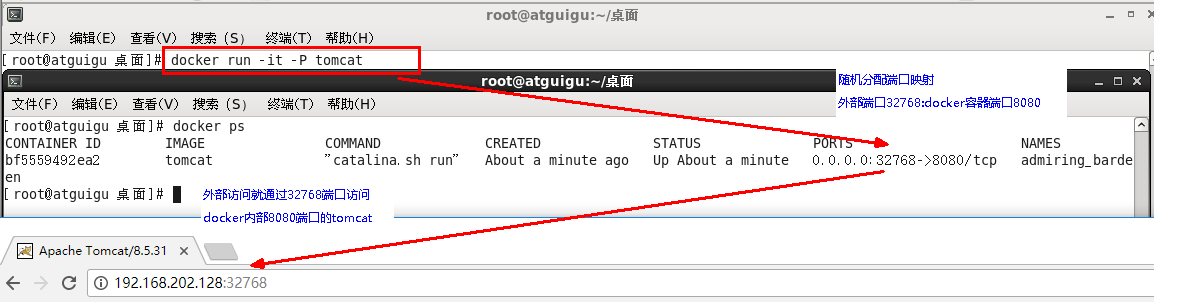 root@atguigu:~/桌面
文件(F) 编辑(E) 查看(V) 搜索 (S) 终端(T) 帮助(H)
[root@atguigu 桌面]# docker run -it -P tomcat
root@atguigu:~/桌面
文件(F) 编辑(E) 查看(V) 搜索 (S) 终端(T) 帮助(H)
随机分配端口映射
外部端口32768:docker容器端口8080
[root@atguigu 桌面]# docker ps
CONTAINER ID IMAGE COMMAND CREATED STATUS PORTS NAMES
bf5559492ea2 tomcat "catalina.sh run" About a minute ago Up About a minute 0.0.0.0:32768->8080/tcp admiring_barde
en
[root@atguigu 桌面]#
外部访问就通过32768端口访问
docker内部8080端口的tomcat
Apache Tomcat/8.5.31
192.168.202.128:32768